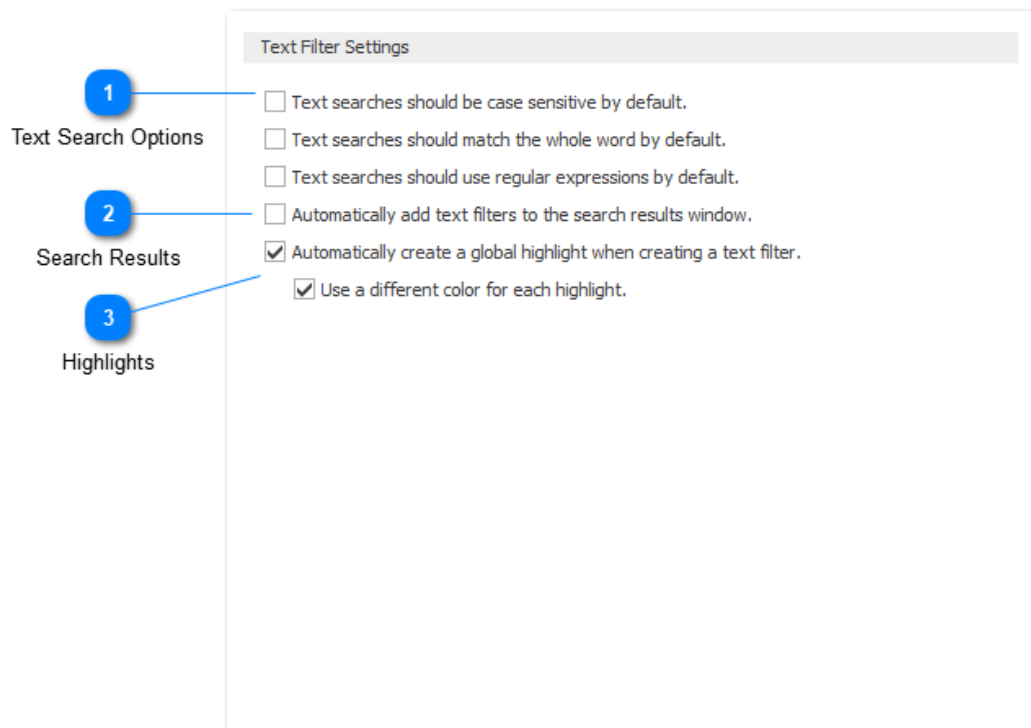 Text Filter Settings
1
Text Search Options
Text searches should be case sensitive by default.
Text searches should match the whole word by default.
Text searches should use regular expressions by default.
2
Search Results
Automatically add text filters to the search results window.
3
Highlights
Automatically create a global highlight when creating a text filter.
Use a different color for each highlight.